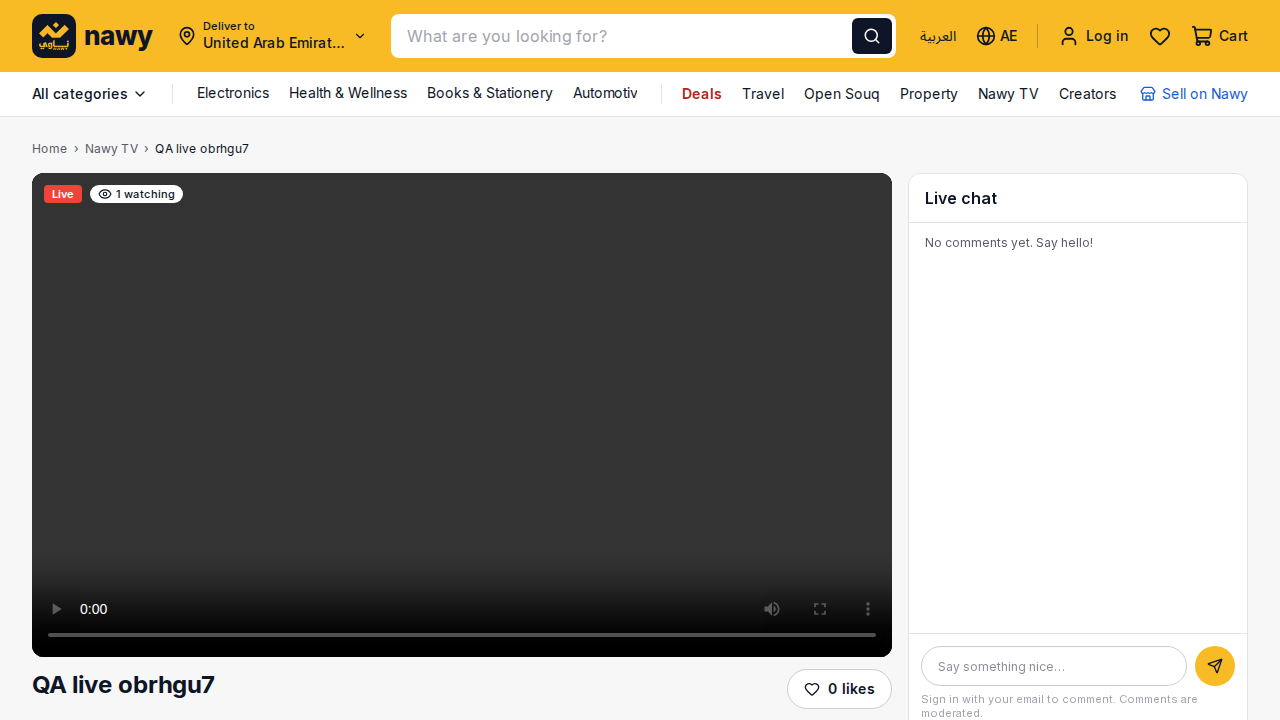 نـــاوي
NAWY
nawy
Deliver to
United Arab Emirat...
What are you looking for?
العربية
AE
Log in
Cart
All categories
Electronics
Health & Wellness
Books & Stationery
Automotiv
Deals
Travel
Open Souq
Property
Nawy TV
Creators
Sell on Nawy
Home › Nawy TV › QA live obrhgu7
Live
1 watching
Live chat
No comments yet. Say hello!
0:00
QA live obrhgu7
0 likes
Say something nice…
Sign in with your email to comment. Comments are
moderated.